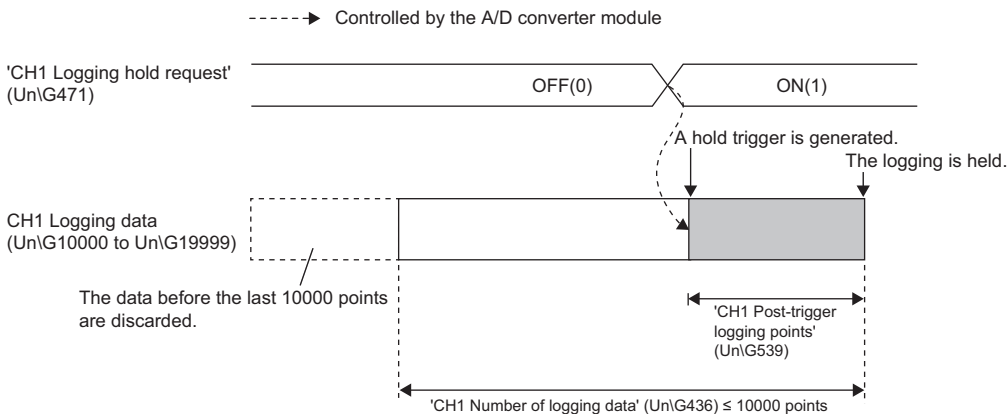 Controlled by the A/D converter module
'CH1 Logging hold request'
(Un\G471)
OFF(0)
ON(1)
A hold trigger is generated.
The logging is held.
CH1 Logging data
(Un\G10000 to Un\G19999)
The data before the last 10000 points
are discarded.
'CH1 Post-trigger
logging points'
(Un\G539)
'CH1 Number of logging data' (Un\G436) ≤ 10000 points